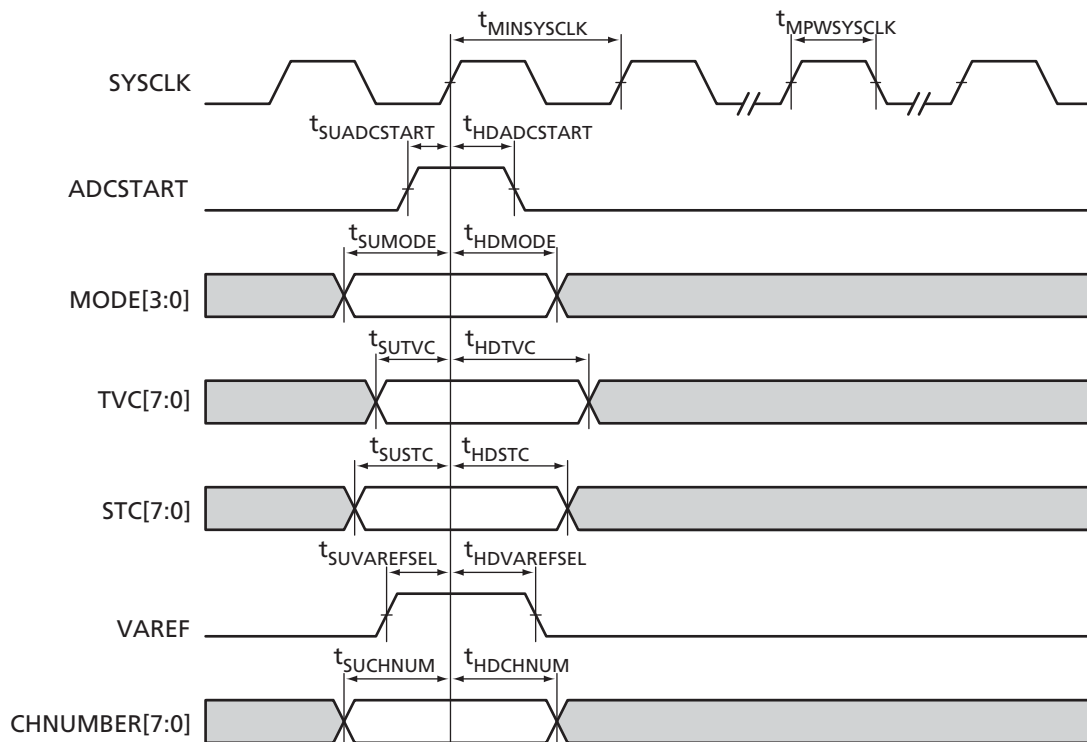 tMINSYSCLK tMPWSYSCLK
SYSCLK
tSUADCSTART tHDADCSTART
ADCSTART
tSUMODE tHDMODE
MODE[3:0]
tSUTVC tHDTVC
TVC[7:0]
tSUSTC tHDSTC
STC[7:0]
tSUVAREFSEL tHDVAREFSEL
VAREF
tSUCHNUM tHDCHNUM
CHNUMBER[7:0]